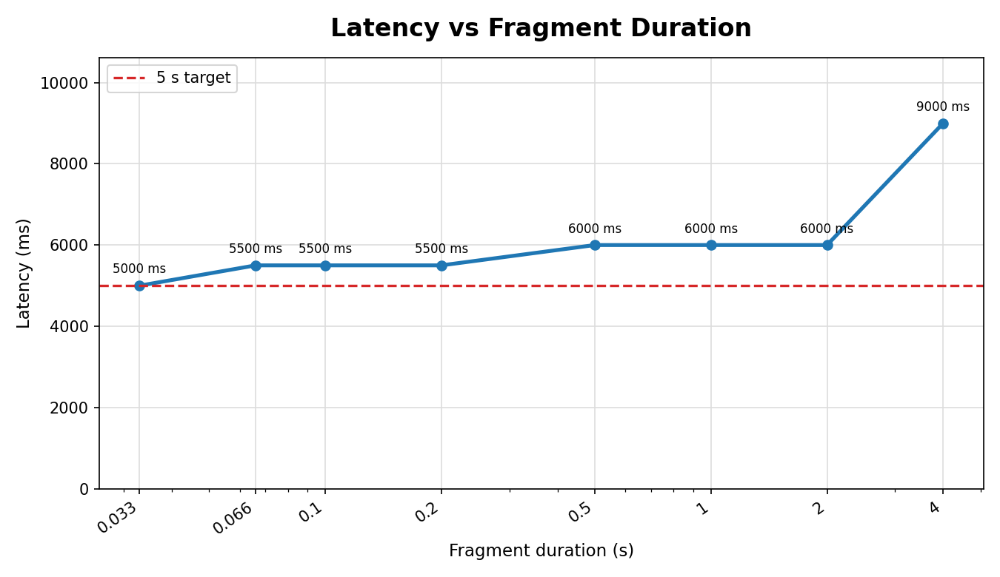 Latency vs Fragment Duration
5 s target
Latency (ms)
10000
8000
6000
4000
2000
0
5000 ms
5500 ms
5500 ms
5500 ms
6000 ms
6000 ms
6000 ms
9000 ms
0.033
0.066
0.1
0.2
0.5
1
2
4
Fragment duration (s)